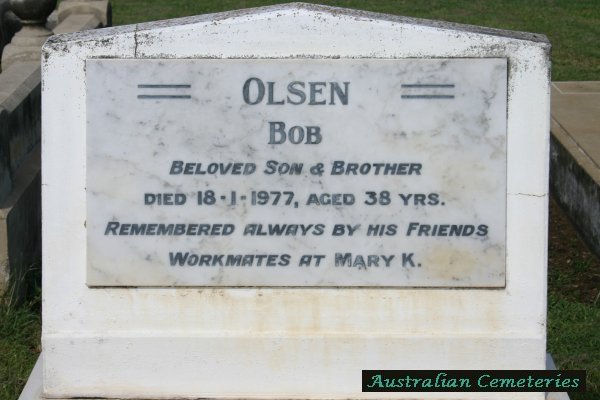 OLSEN
BOB
BELOVED SON & BROTHER
DIED 18-1-1977, AGED 38 YRS.
REMEMBERED ALWAYS BY HIS FRIENDS
WORKMATES AT MARY K.
Australian Cemeteries